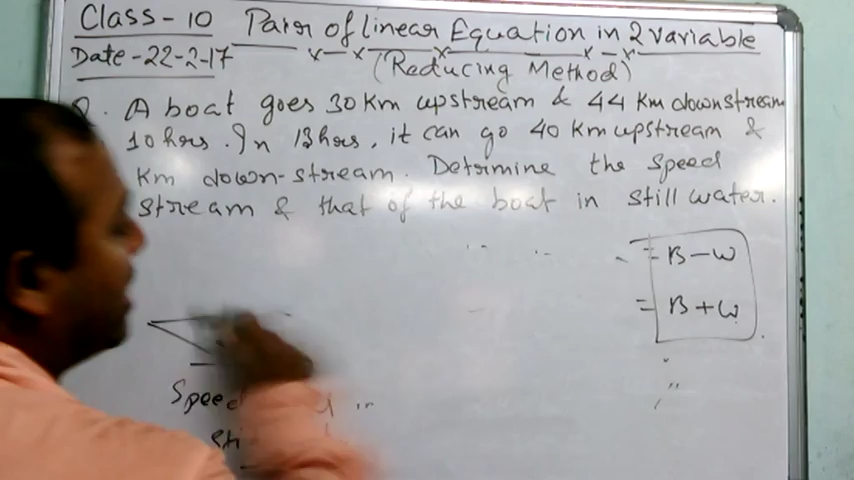 Class - 10 Pair of linear Equation in 2 variable
Date - 22-2-17 x — x x x — x
(Reducing Method)
Q. A boat goes 30 Km upstream & 44 Km downstream
10 hrs. In 13 hrs, it can go 40 Km upstream &
Km down-stream. Detrmine the speed
stream & that of the boat in still water.
= B - W
= B + W
Speed in